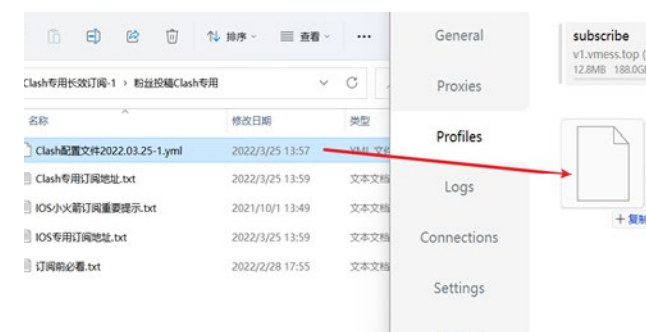 排序
查看
Clash专用长效订阅-1 › 粉丝投稿Clash专用
名称 修改日期 类型
Clash配置文件2022.03.25-1.yml 2022/3/25 13:57 YML 文件
Clash专用订阅地址.txt 2022/3/25 13:59 文本文档
IOS小火箭订阅重要提示.txt 2021/10/1 13:49 文本文档
IOS专用订阅地址.txt 2022/3/25 13:59 文本文档
订阅前必看.txt 2022/2/28 17:55 文本文档
General
Proxies
Profiles
Logs
Connections
Settings
subscribe
v1.vmess.top (
12.8MB 188.0G
+ 复制